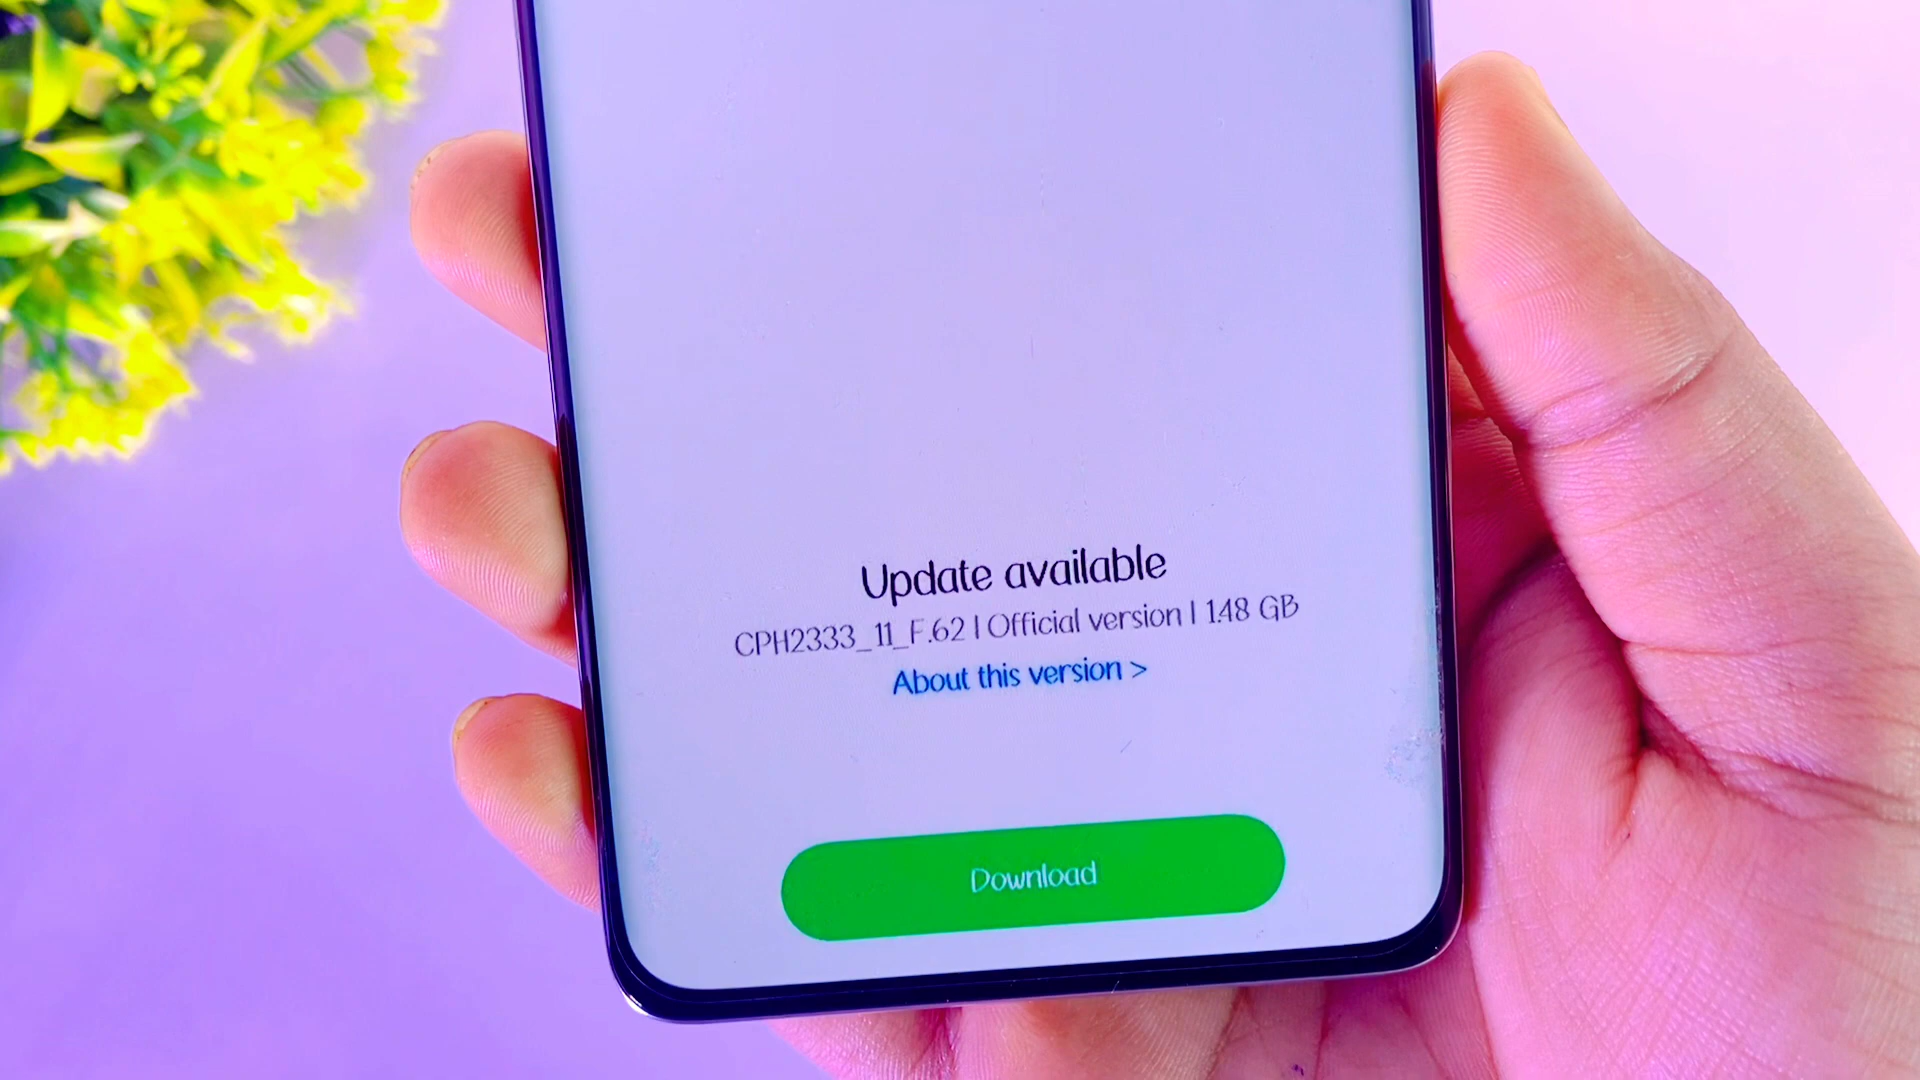 Update available
CPH2333_11_F.62 | Official version | 1.48 GB
About this version >
Download